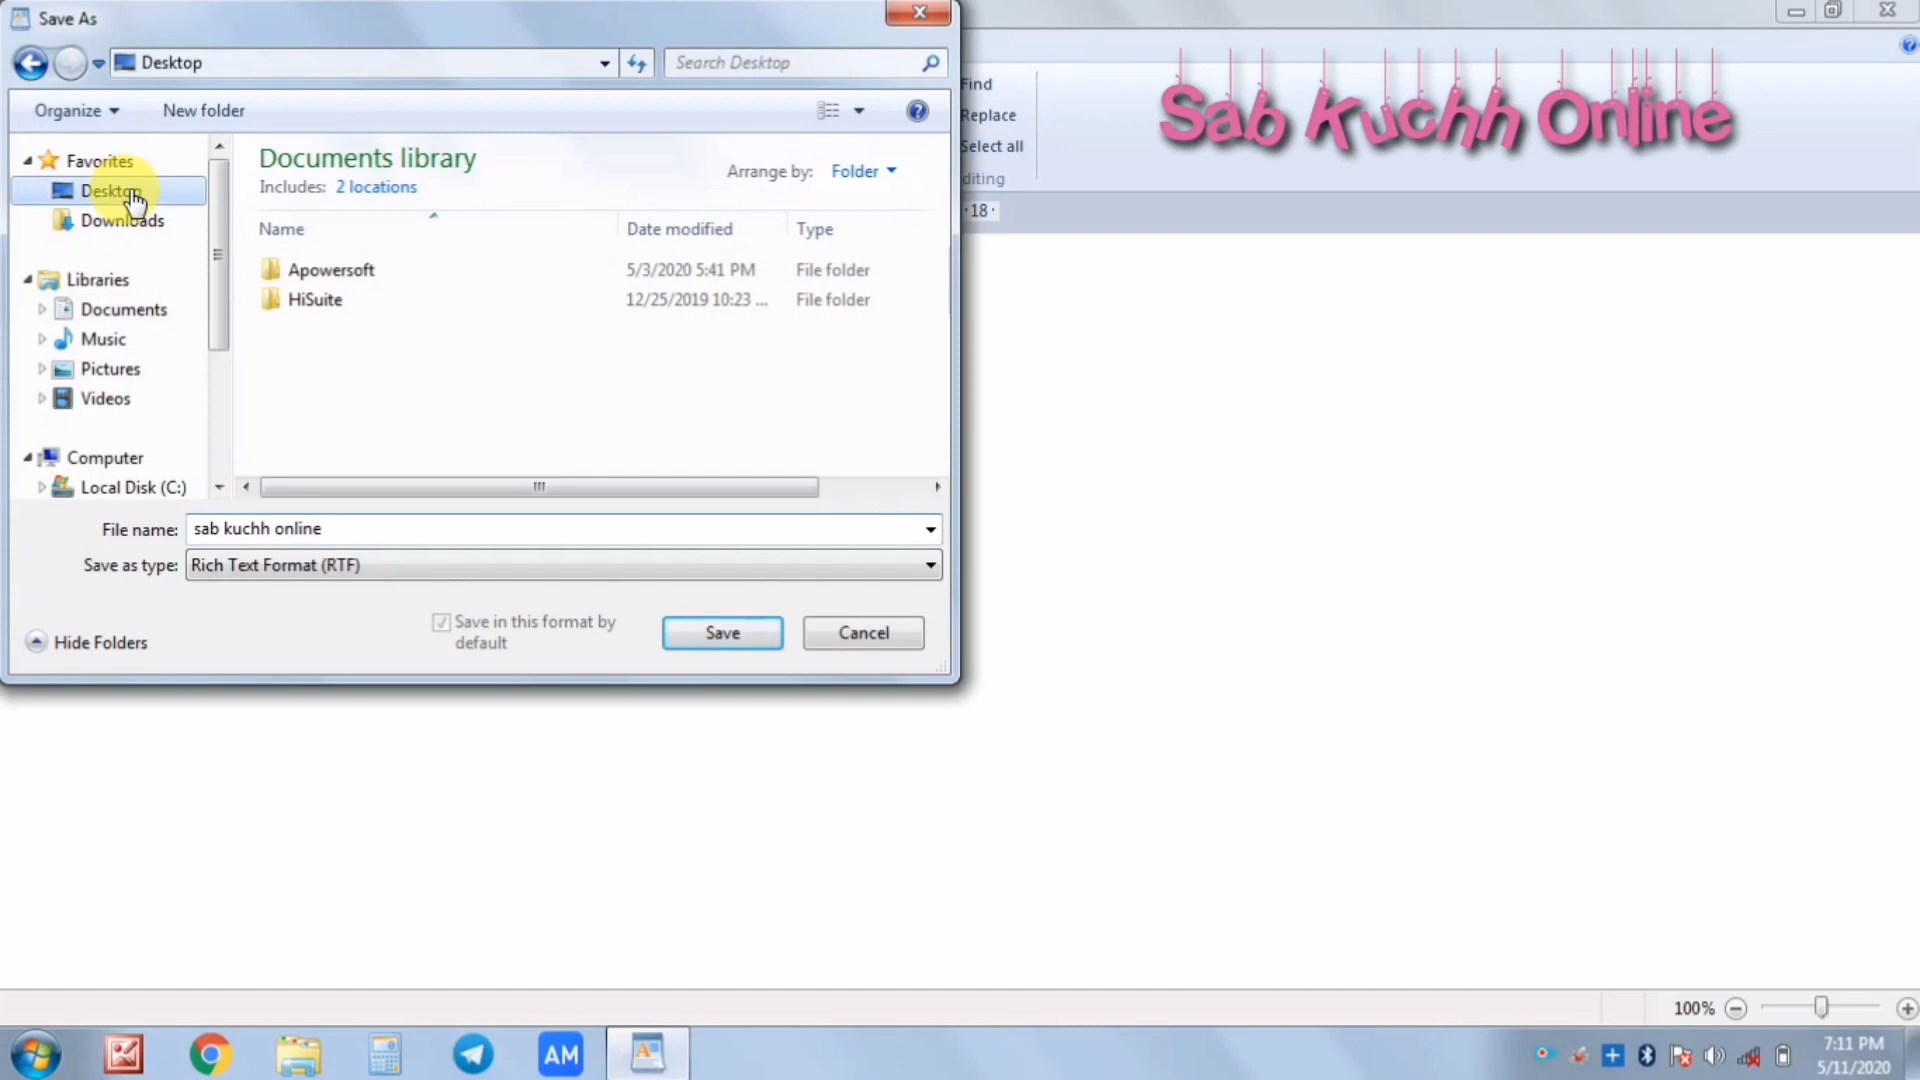 Save As
Desktop
Search Desktop
Organize
New folder
Find
Replace
Select all
diting
Sab Kuchh Online
Favorites
Desktop
Downloads
Libraries
Documents
Music
Pictures
Videos
Computer
Local Disk (C:)
Documents library
Includes: 2 locations
Arrange by: Folder
Name Date modified Type
Apowersoft 5/3/2020 5:41 PM File folder
HiSuite 12/25/2019 10:23 ... File folder
·18·
File name: sab kuchh online
Save as type: Rich Text Format (RTF)
Save in this format by
default
Save
Cancel
Hide Folders
100%
AM
7:11 PM
5/11/2020